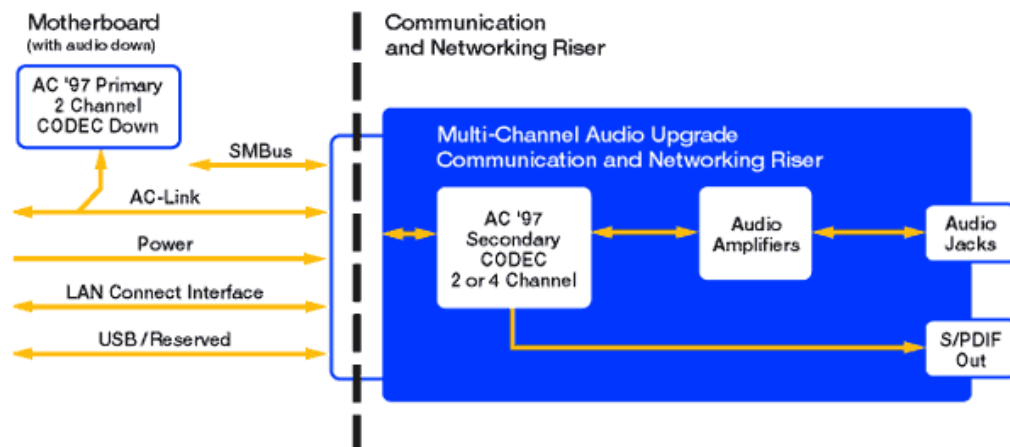 Motherboard
(with audio down)
AC '97 Primary
2 Channel
CODEC Down
SMBus
AC-Link
Power
LAN Connect Interface
USB/Reserved
Communication
and Networking Riser
Multi-Channel Audio Upgrade
Communication and Networking Riser
AC '97
Secondary
CODEC
2 or 4 Channel
Audio
Amplifiers
Audio
Jacks
S/PDIF
Out